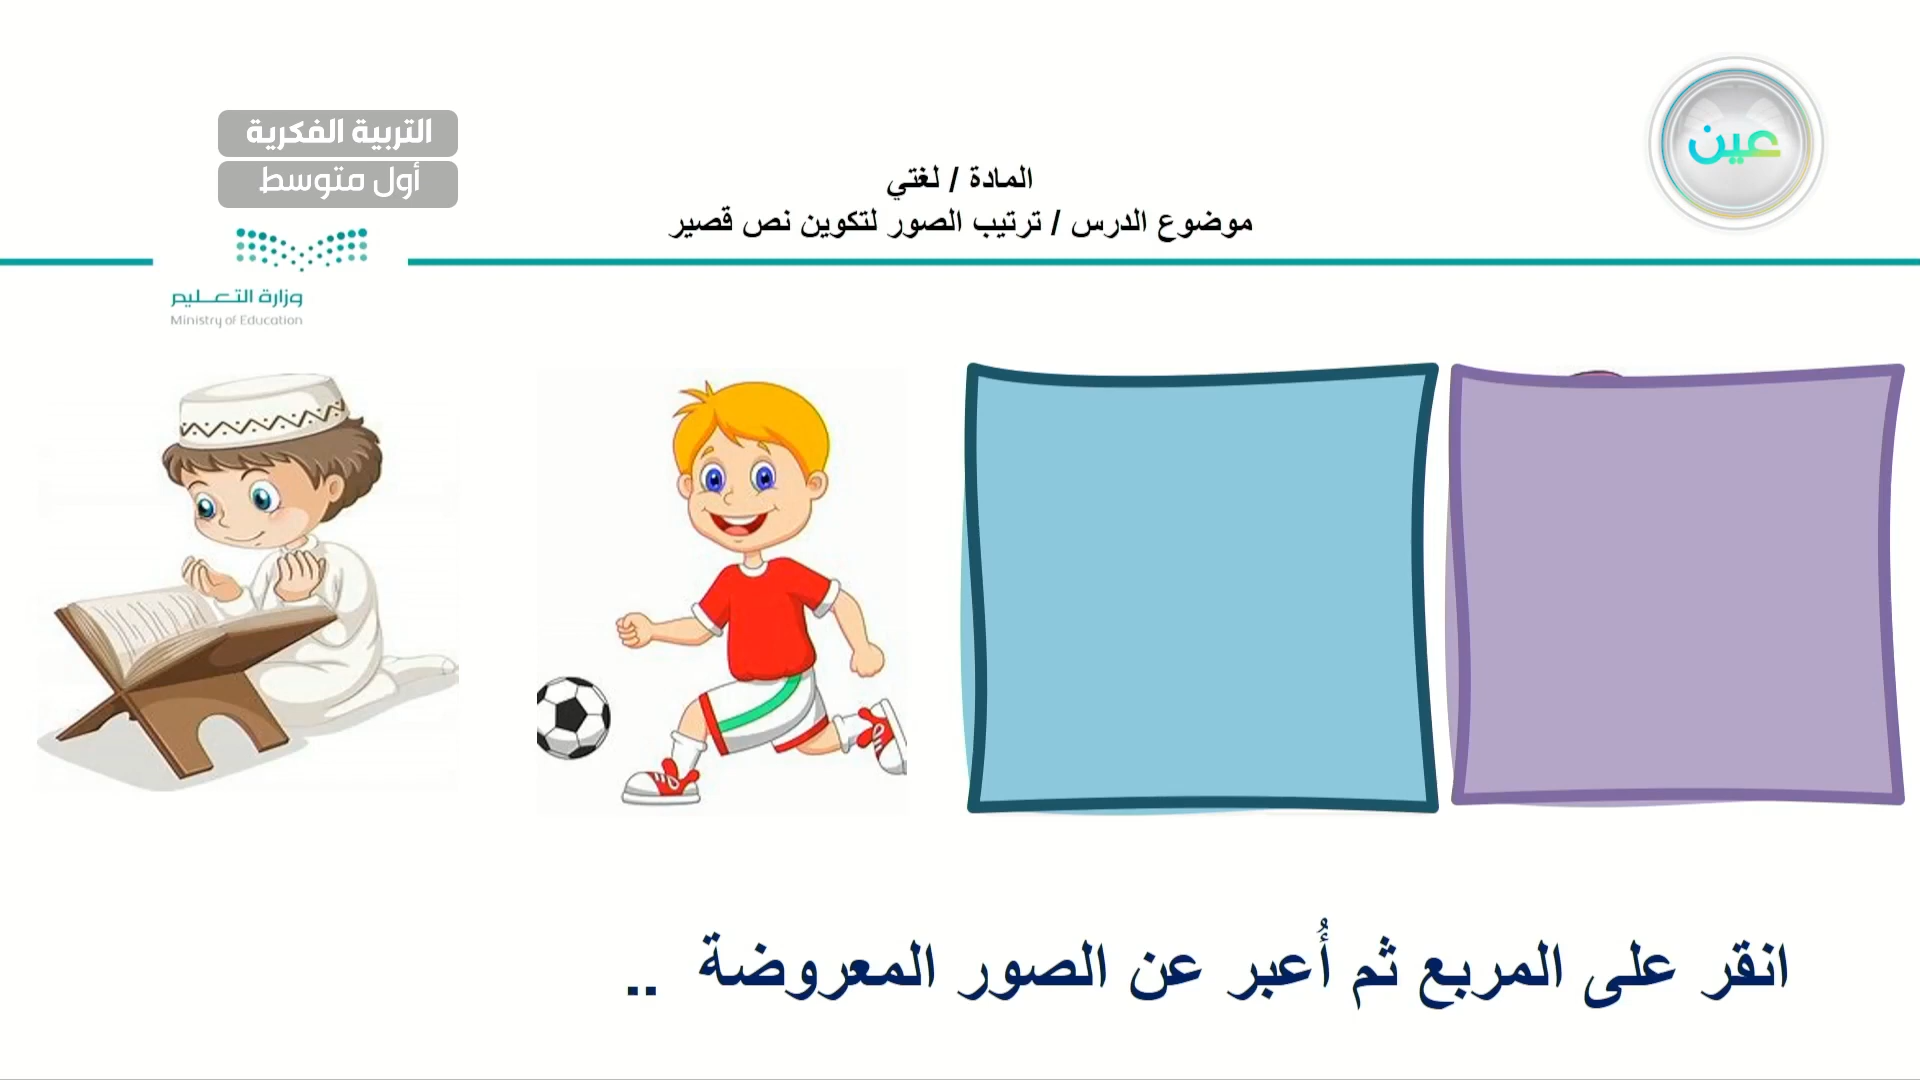 عين
التربية الفكرية
أول متوسط
المادة / لغتي
موضوع الدرس / ترتيب الصور لتكوين نص قصير
وزارة التعليم
Ministry of Education
انقر على المربع ثم أُعبر عن الصور المعروضة ..